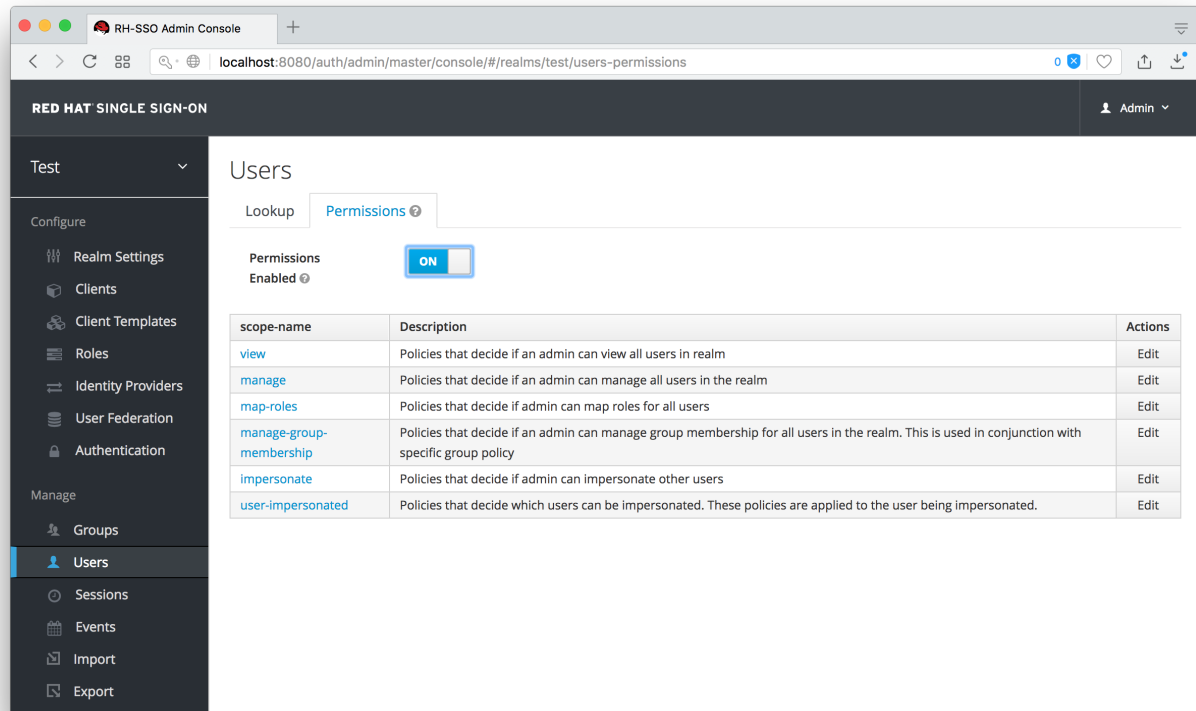 RH-SSO Admin Console
localhost:8080/auth/admin/master/console/#/realms/test/users-permissions
0
RED HAT SINGLE SIGN-ON
Admin
Test
Configure
Realm Settings
Clients
Client Templates
Roles
Identity Providers
User Federation
Authentication
Manage
Groups
Users
Sessions
Events
Import
Export
Users
Lookup
Permissions
Permissions
Enabled
ON
scope-name Description Actions
view Policies that decide if an admin can view all users in realm Edit
manage Policies that decide if an admin can manage all users in the realm Edit
map-roles Policies that decide if admin can map roles for all users Edit
manage-group- Policies that decide if an admin can manage group membership for all users in the realm. This is used in conjunction with Edit
membership specific group policy
impersonate Policies that decide if admin can impersonate other users Edit
user-impersonated Policies that decide which users can be impersonated. These policies are applied to the user being impersonated. Edit